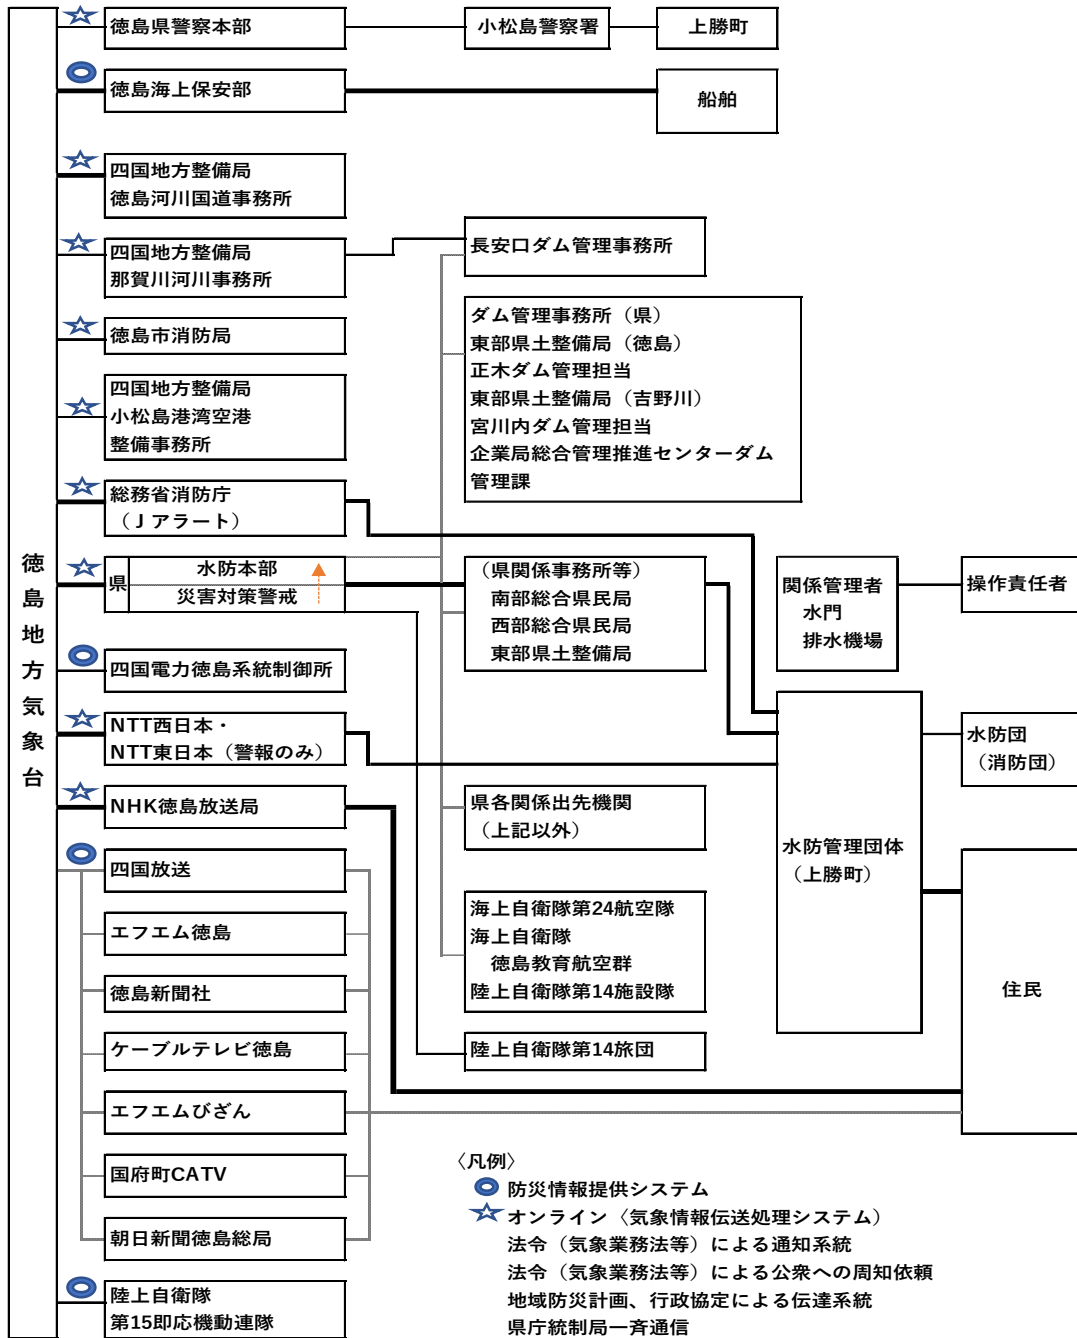 徳島地方気象台
徳島県警察本部
小松島警察署
上勝町
徳島海上保安部
船舶
四国地方整備局
徳島河川国道事務所
四国地方整備局
那賀川河川事務所
長安口ダム管理事務所
徳島市消防局
ダム管理事務所（県）
東部県土整備局（徳島）
正木ダム管理担当
東部県土整備局（吉野川）
宮川内ダム管理担当
企業局総合管理推進センターダム
管理課
四国地方整備局
小松島港湾空港
整備事務所
総務省消防庁
（Ｊアラート）
県
水防本部
災害対策警戒
（県関係事務所等）
南部総合県民局
西部総合県民局
東部県土整備局
関係管理者
水門
排水機場
操作責任者
四国電力徳島系統制御所
NTT西日本・
NTT東日本（警報のみ）
水防団
（消防団）
NHK徳島放送局
県各関係出先機関
（上記以外）
水防管理団体
（上勝町）
四国放送
エフエム徳島
徳島新聞社
ケーブルテレビ徳島
エフエムびざん
国府町CATV
朝日新聞徳島総局
海上自衛隊第24航空隊
海上自衛隊
徳島教育航空群
陸上自衛隊第14施設隊
陸上自衛隊第14旅団
住民
陸上自衛隊
第15即応機動連隊
〈凡例〉
防災情報提供システム
オンライン〈気象情報伝送処理システム）
法令（気象業務法等）による通知系統
法令（気象業務法等）による公衆への周知依頼
地域防災計画、行政協定による伝達系統
県庁統制局一斉通信